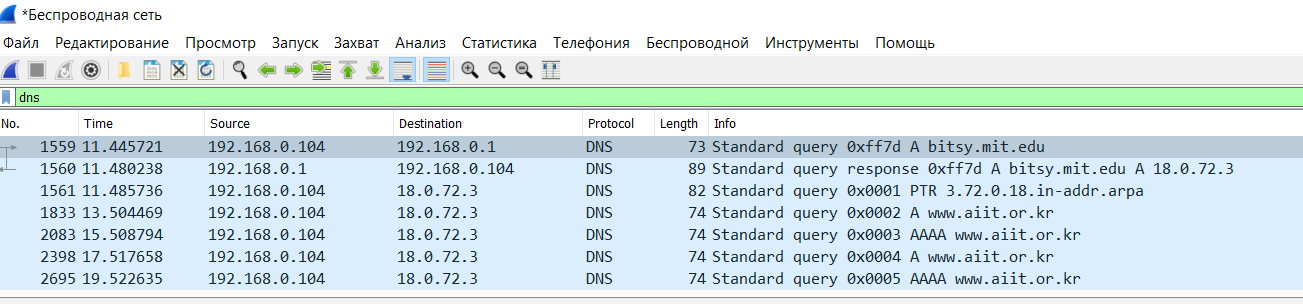 *Беспроводная сеть
Файл Редактирование Просмотр Запуск Захват Анализ Статистика Телефония Беспроводной Инструменты Помощь
dns
No. Time Source Destination Protocol Length Info
1559 11.445721 192.168.0.104 192.168.0.1 DNS 73 Standard query 0xff7d A bitsy.mit.edu
1560 11.480238 192.168.0.1 192.168.0.104 DNS 89 Standard query response 0xff7d A bitsy.mit.edu A 18.0.72.3
1561 11.485736 192.168.0.104 18.0.72.3 DNS 82 Standard query 0x0001 PTR 3.72.0.18.in-addr.arpa
1833 13.504469 192.168.0.104 18.0.72.3 DNS 74 Standard query 0x0002 A www.aiit.or.kr
2083 15.508794 192.168.0.104 18.0.72.3 DNS 74 Standard query 0x0003 AAAA www.aiit.or.kr
2398 17.517658 192.168.0.104 18.0.72.3 DNS 74 Standard query 0x0004 A www.aiit.or.kr
2695 19.522635 192.168.0.104 18.0.72.3 DNS 74 Standard query 0x0005 AAAA www.aiit.or.kr